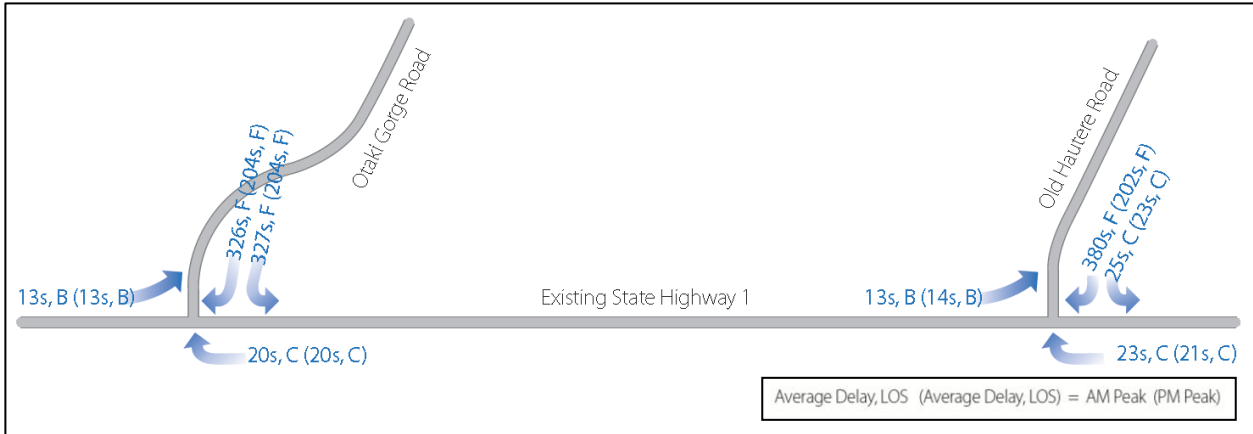 Otaki Gorge Road
326s, F (204s, F)
327s, F (204s, F)
13s, B (13s, B)
20s, C (20s, C)
Existing State Highway 1
Old Hautere Road
380s, F (202s, F)
25s, C (23s, C)
13s, B (14s, B)
23s, C (21s, C)
Average Delay, LOS (Average Delay, LOS) = AM Peak (PM Peak)